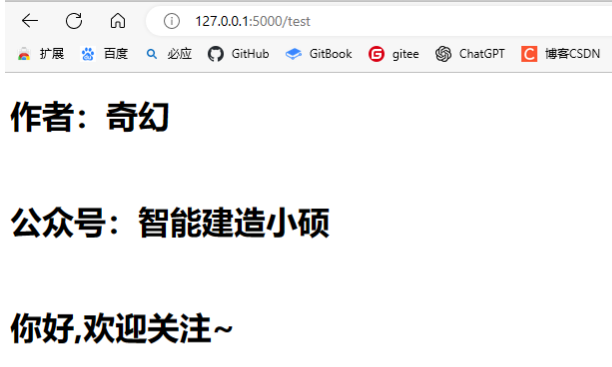 127.0.0.1:5000/test
扩展 百度 必应 GitHub GitBook gitee ChatGPT 博客CSDN
作者：奇幻
公众号：智能建造小硕
你好,欢迎关注~